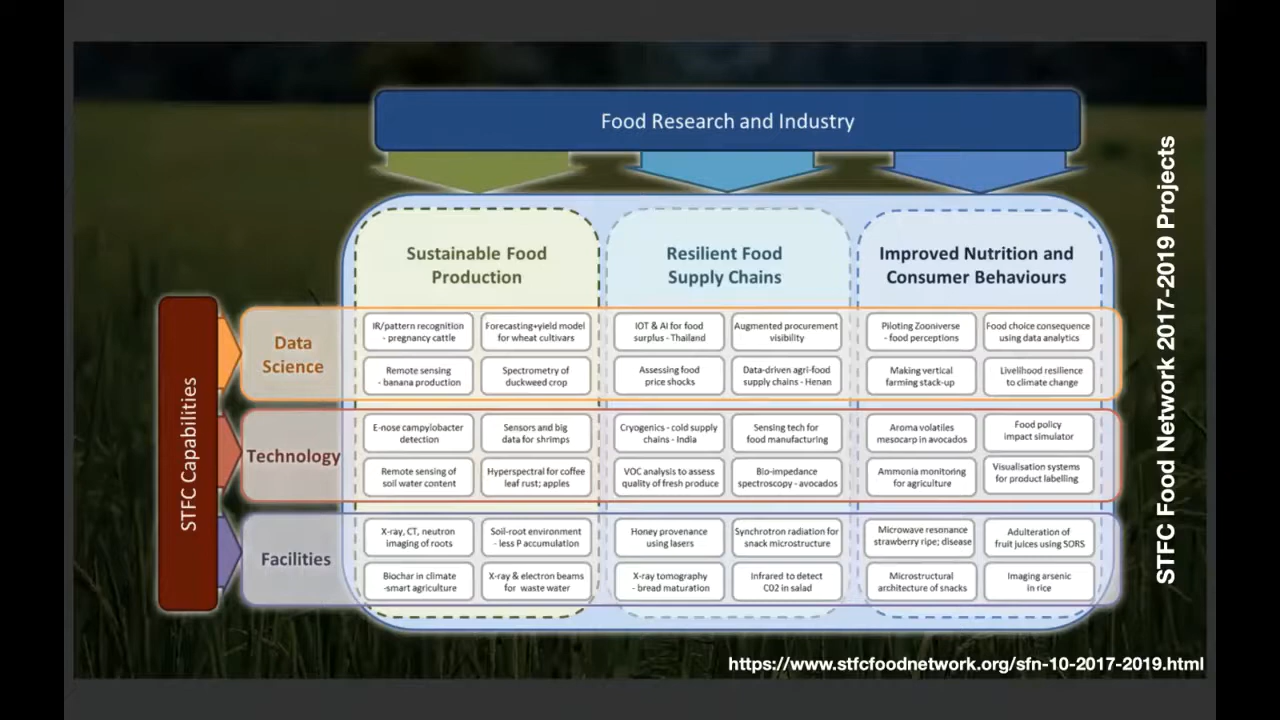 Food Research and Industry
Sustainable Food
Production
Resilient Food
Supply Chains
Improved Nutrition and
Consumer Behaviours
STFC Capabilities
Data
Science
IR/pattern recognition
- pregnancy cattle
Forecasting+yield model
for wheat cultivars
IOT & AI for food
surplus - Thailand
Augmented procurement
visibility
Piloting Zooniverse
- food perceptions
Food choice consequence
using data analytics
Remote sensing
- banana production
Spectrometry of
duckweed crop
Assessing food
price shocks
Data-driven agri-food
supply chains - Henan
Making vertical
farming stack-up
Livelihood resilience
to climate change
Technology
E-nose campylobacter
detection
Sensors and big
data for shrimps
Cryogenics - cold supply
chains - India
Sensing tech for
food manufacturing
Aroma volatiles
mesocarp in avocados
Food policy
impact simulator
Remote sensing of
soil water content
Hyperspectral for coffee
leaf rust; apples
VOC analysis to assess
quality of fresh produce
Bio-impedance
spectroscopy - avocados
Ammonia monitoring
for agriculture
Visualisation systems
for product labelling
Facilities
X-ray, CT, neutron
imaging of roots
Soil-root environment
- less P accumulation
Honey provenance
using lasers
Synchrotron radiation for
snack microstructure
Microwave resonance
strawberry ripe; disease
Adulteration of
fruit juices using SORS
Biochar in climate
-smart agriculture
X-ray & electron beams
for waste water
X-ray tomography
- bread maturation
Infrared to detect
C02 in salad
Microstructural
architecture of snacks
Imaging arsenic
in rice
STFC Food Network 2017-2019 Projects
https://www.stfcfoodnetwork.org/sfn-10-2017-2019.html